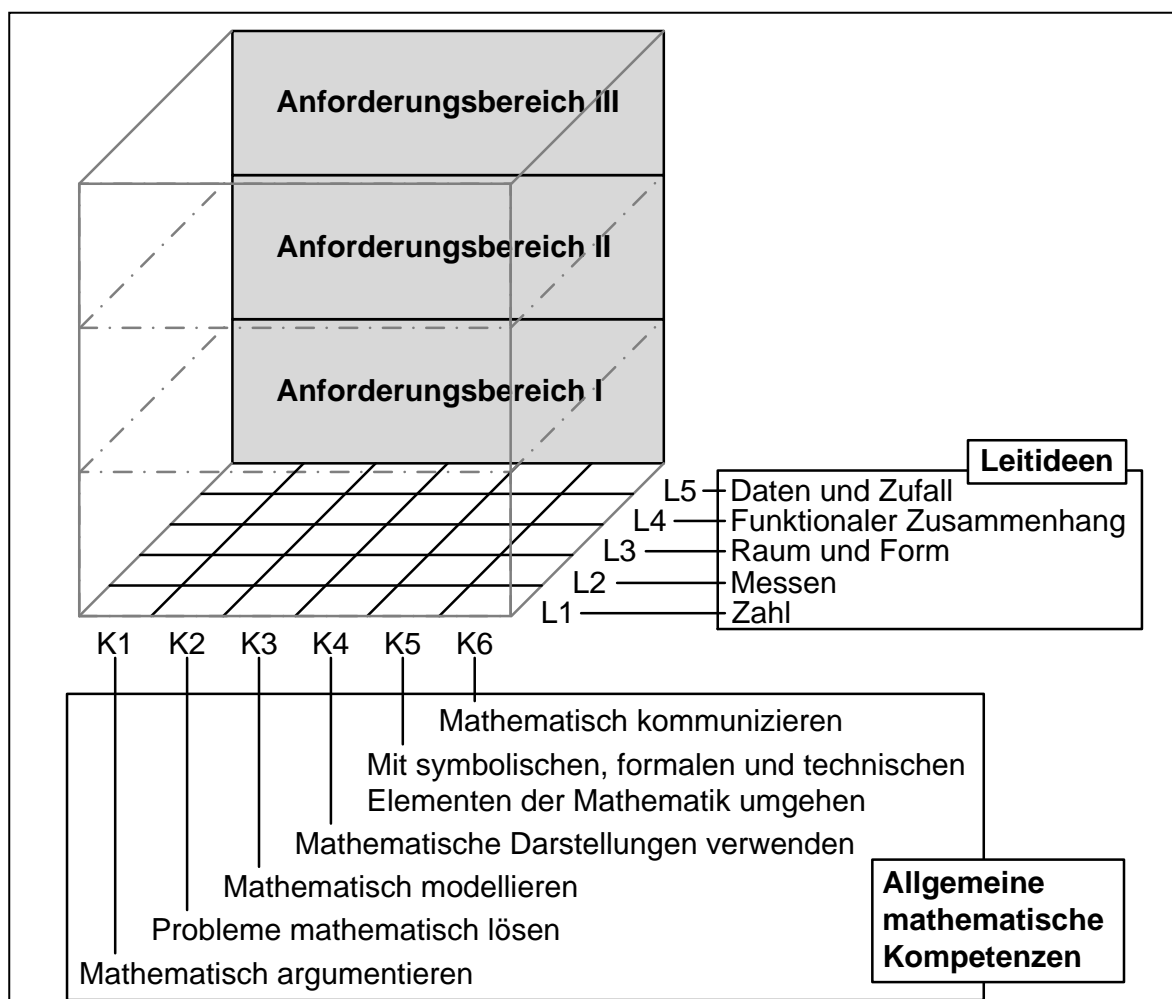 Anforderungsbereich III
Anforderungsbereich II
Anforderungsbereich I
Leitideen
L5 Daten und Zufall
L4 Funktionaler Zusammenhang
L3 Raum und Form
L2 Messen
L1 Zahl
K1 K2 K3 K4 K5 K6
Mathematisch kommunizieren
Mit symbolischen, formalen und technischen
Elementen der Mathematik umgehen
Mathematische Darstellungen verwenden
Mathematisch modellieren
Probleme mathematisch lösen
Mathematisch argumentieren
Allgemeine
mathematische
Kompetenzen